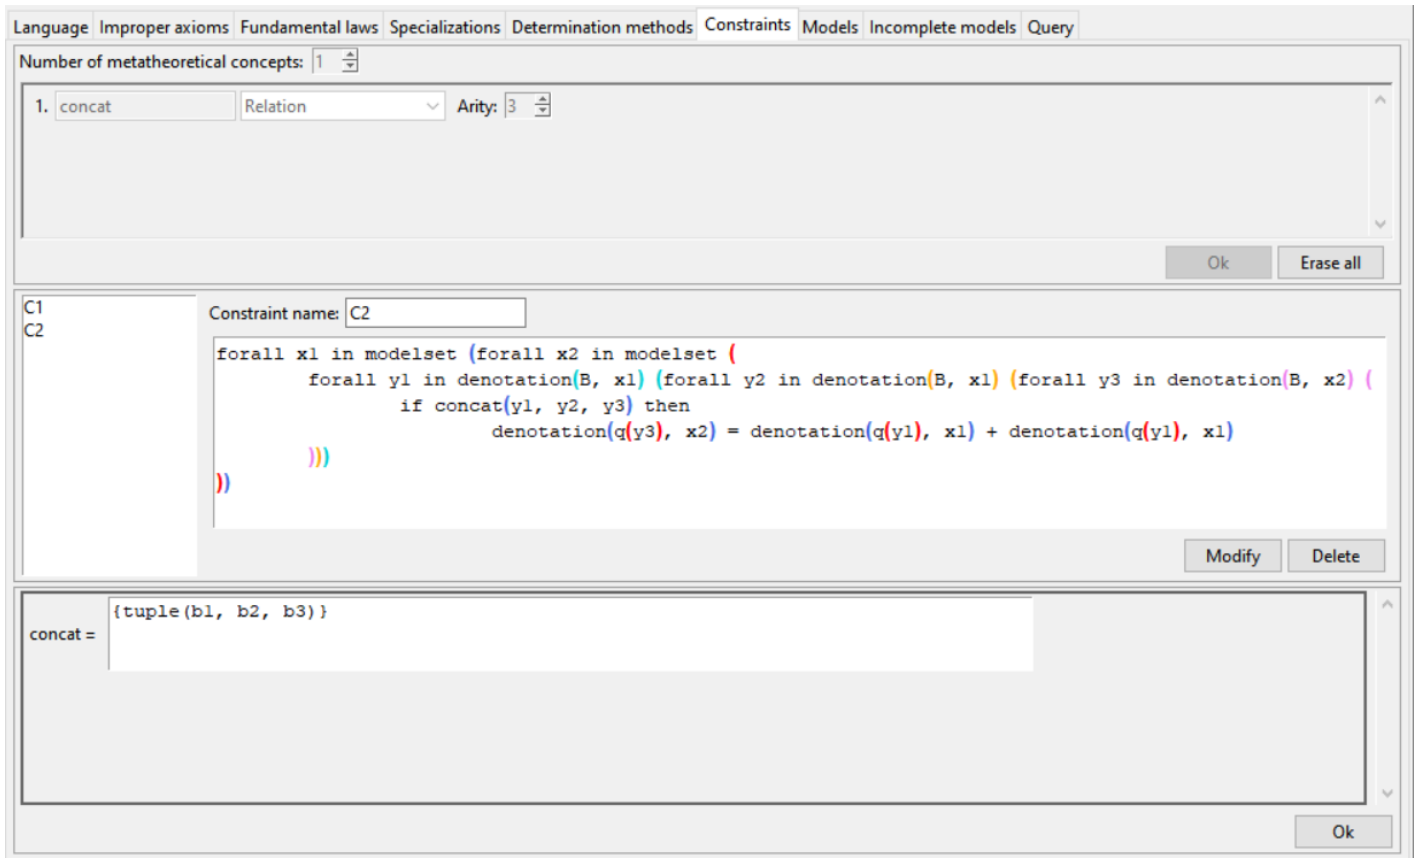 Language Improper axioms Fundamental laws Specializations Determination methods Constraints Models Incomplete models Query
Number of metatheoretical concepts: 1
1. concat Relation Arity: 3
Ok Erase all
C1
C2
Constraint name: C2
forall x1 in modelset (forall x2 in modelset (
forall y1 in denotation(B, x1) (forall y2 in denotation(B, x1) (forall y3 in denotation(B, x2) (
if concat(y1, y2, y3) then
denotation(q(y3), x2) = denotation(q(y1), x1) + denotation(q(y1), x1)
)))
))
Modify Delete
concat = {tuple(b1, b2, b3)}
Ok